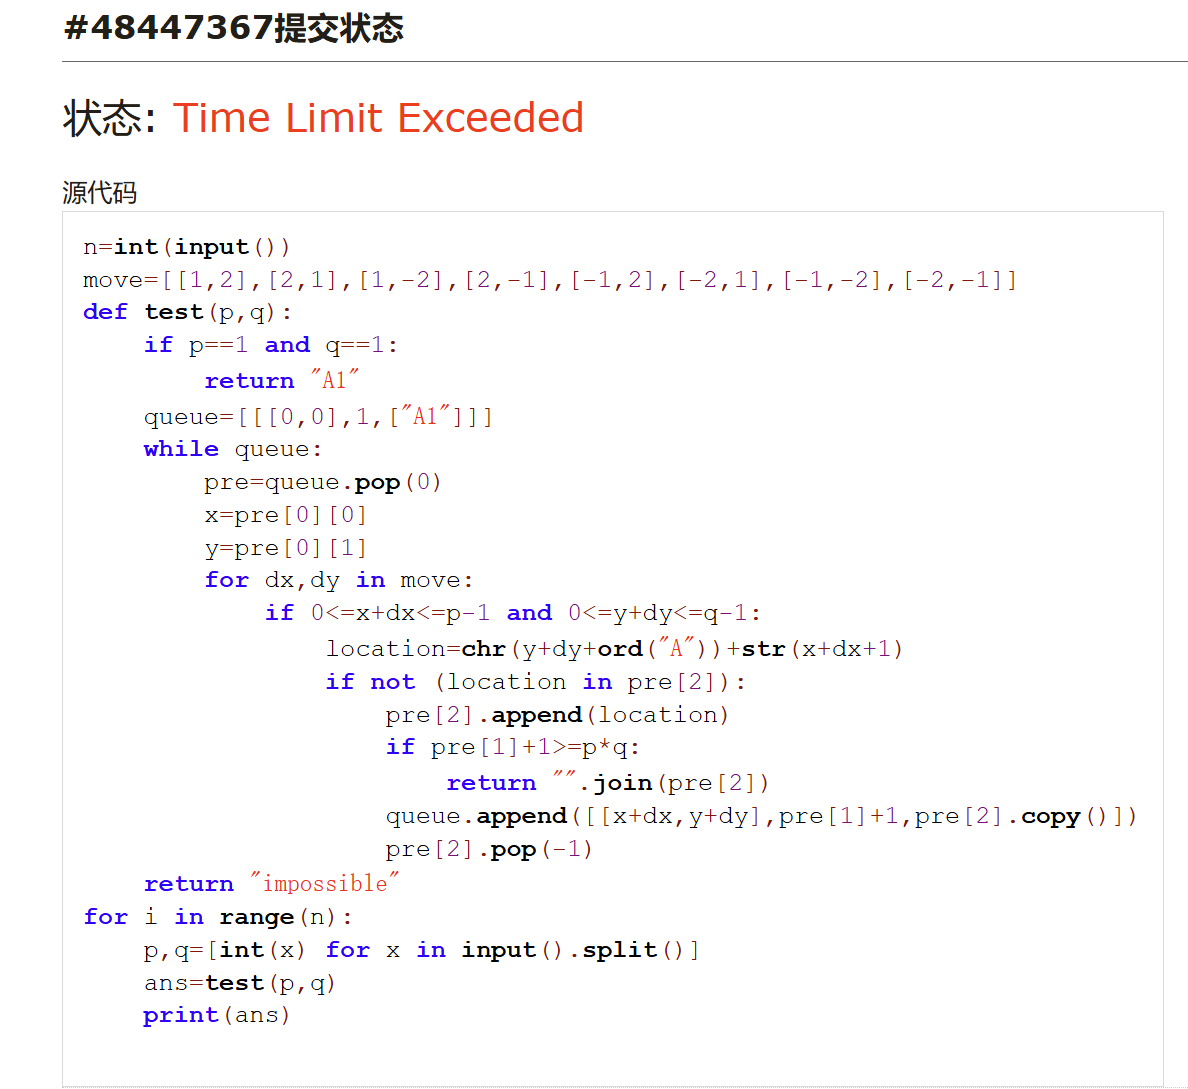 #48447367提交状态
状态: Time Limit Exceeded
源代码
n=int(input())
move=[[1,2],[2,1],[1,-2],[2,-1],[-1,2],[-2,1],[-1,-2],[-2,-1]]
def test(p,q):
    if p==1 and q==1:
        return "A1"
    queue=[[[0,0],1,["A1"]]]
    while queue:
        pre=queue.pop(0)
        x=pre[0][0]
        y=pre[0][1]
        for dx,dy in move:
            if 0<=x+dx<=p-1 and 0<=y+dy<=q-1:
                location=chr(y+dy+ord("A"))+str(x+dx+1)
                if not (location in pre[2]):
                    pre[2].append(location)
                    if pre[1]+1>=p*q:
                        return "".join(pre[2])
                    queue.append([[x+dx,y+dy],pre[1]+1,pre[2].copy()])
                    pre[2].pop(-1)
    return "impossible"
for i in range(n):
    p,q=[int(x) for x in input().split()]
    ans=test(p,q)
    print(ans)